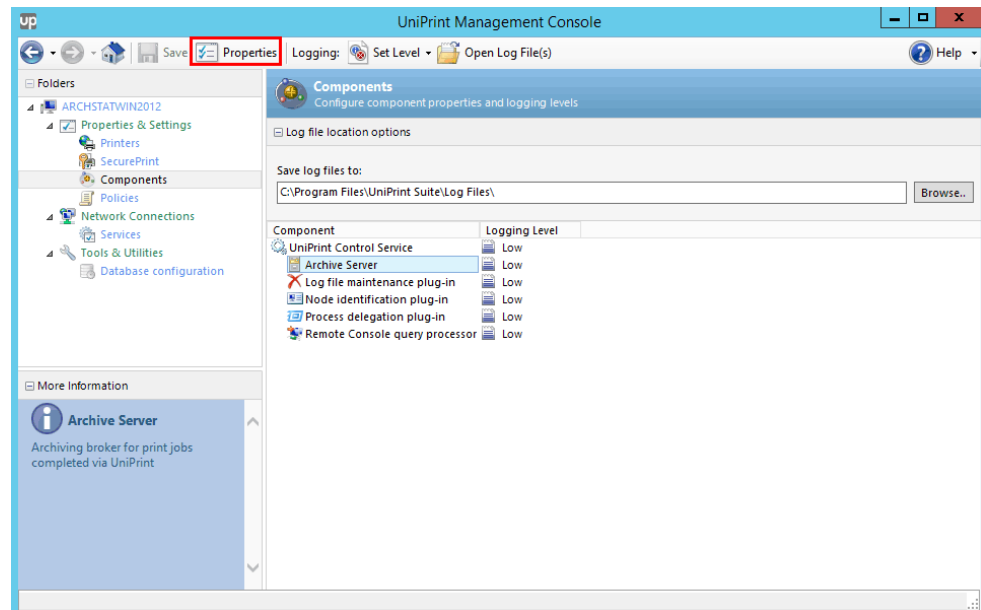 up UniPrint Management Console
Save Properties Logging: Set Level Open Log File(s) Help
Folders
ARCHSTATWIN2012
Properties & Settings
Printers
SecurePrint
Components
Policies
Network Connections
Services
Tools & Utilities
Database configuration
Components
Configure component properties and logging levels
Log file location options
Save log files to:
C:\Program Files\UniPrint Suite\Log Files\ Browse..
Component Logging Level
UniPrint Control Service Low
Archive Server Low
Log file maintenance plug-in Low
Node identification plug-in Low
Process delegation plug-in Low
Remote Console query processor Low
More Information
Archive Server
Archiving broker for print jobs
completed via UniPrint